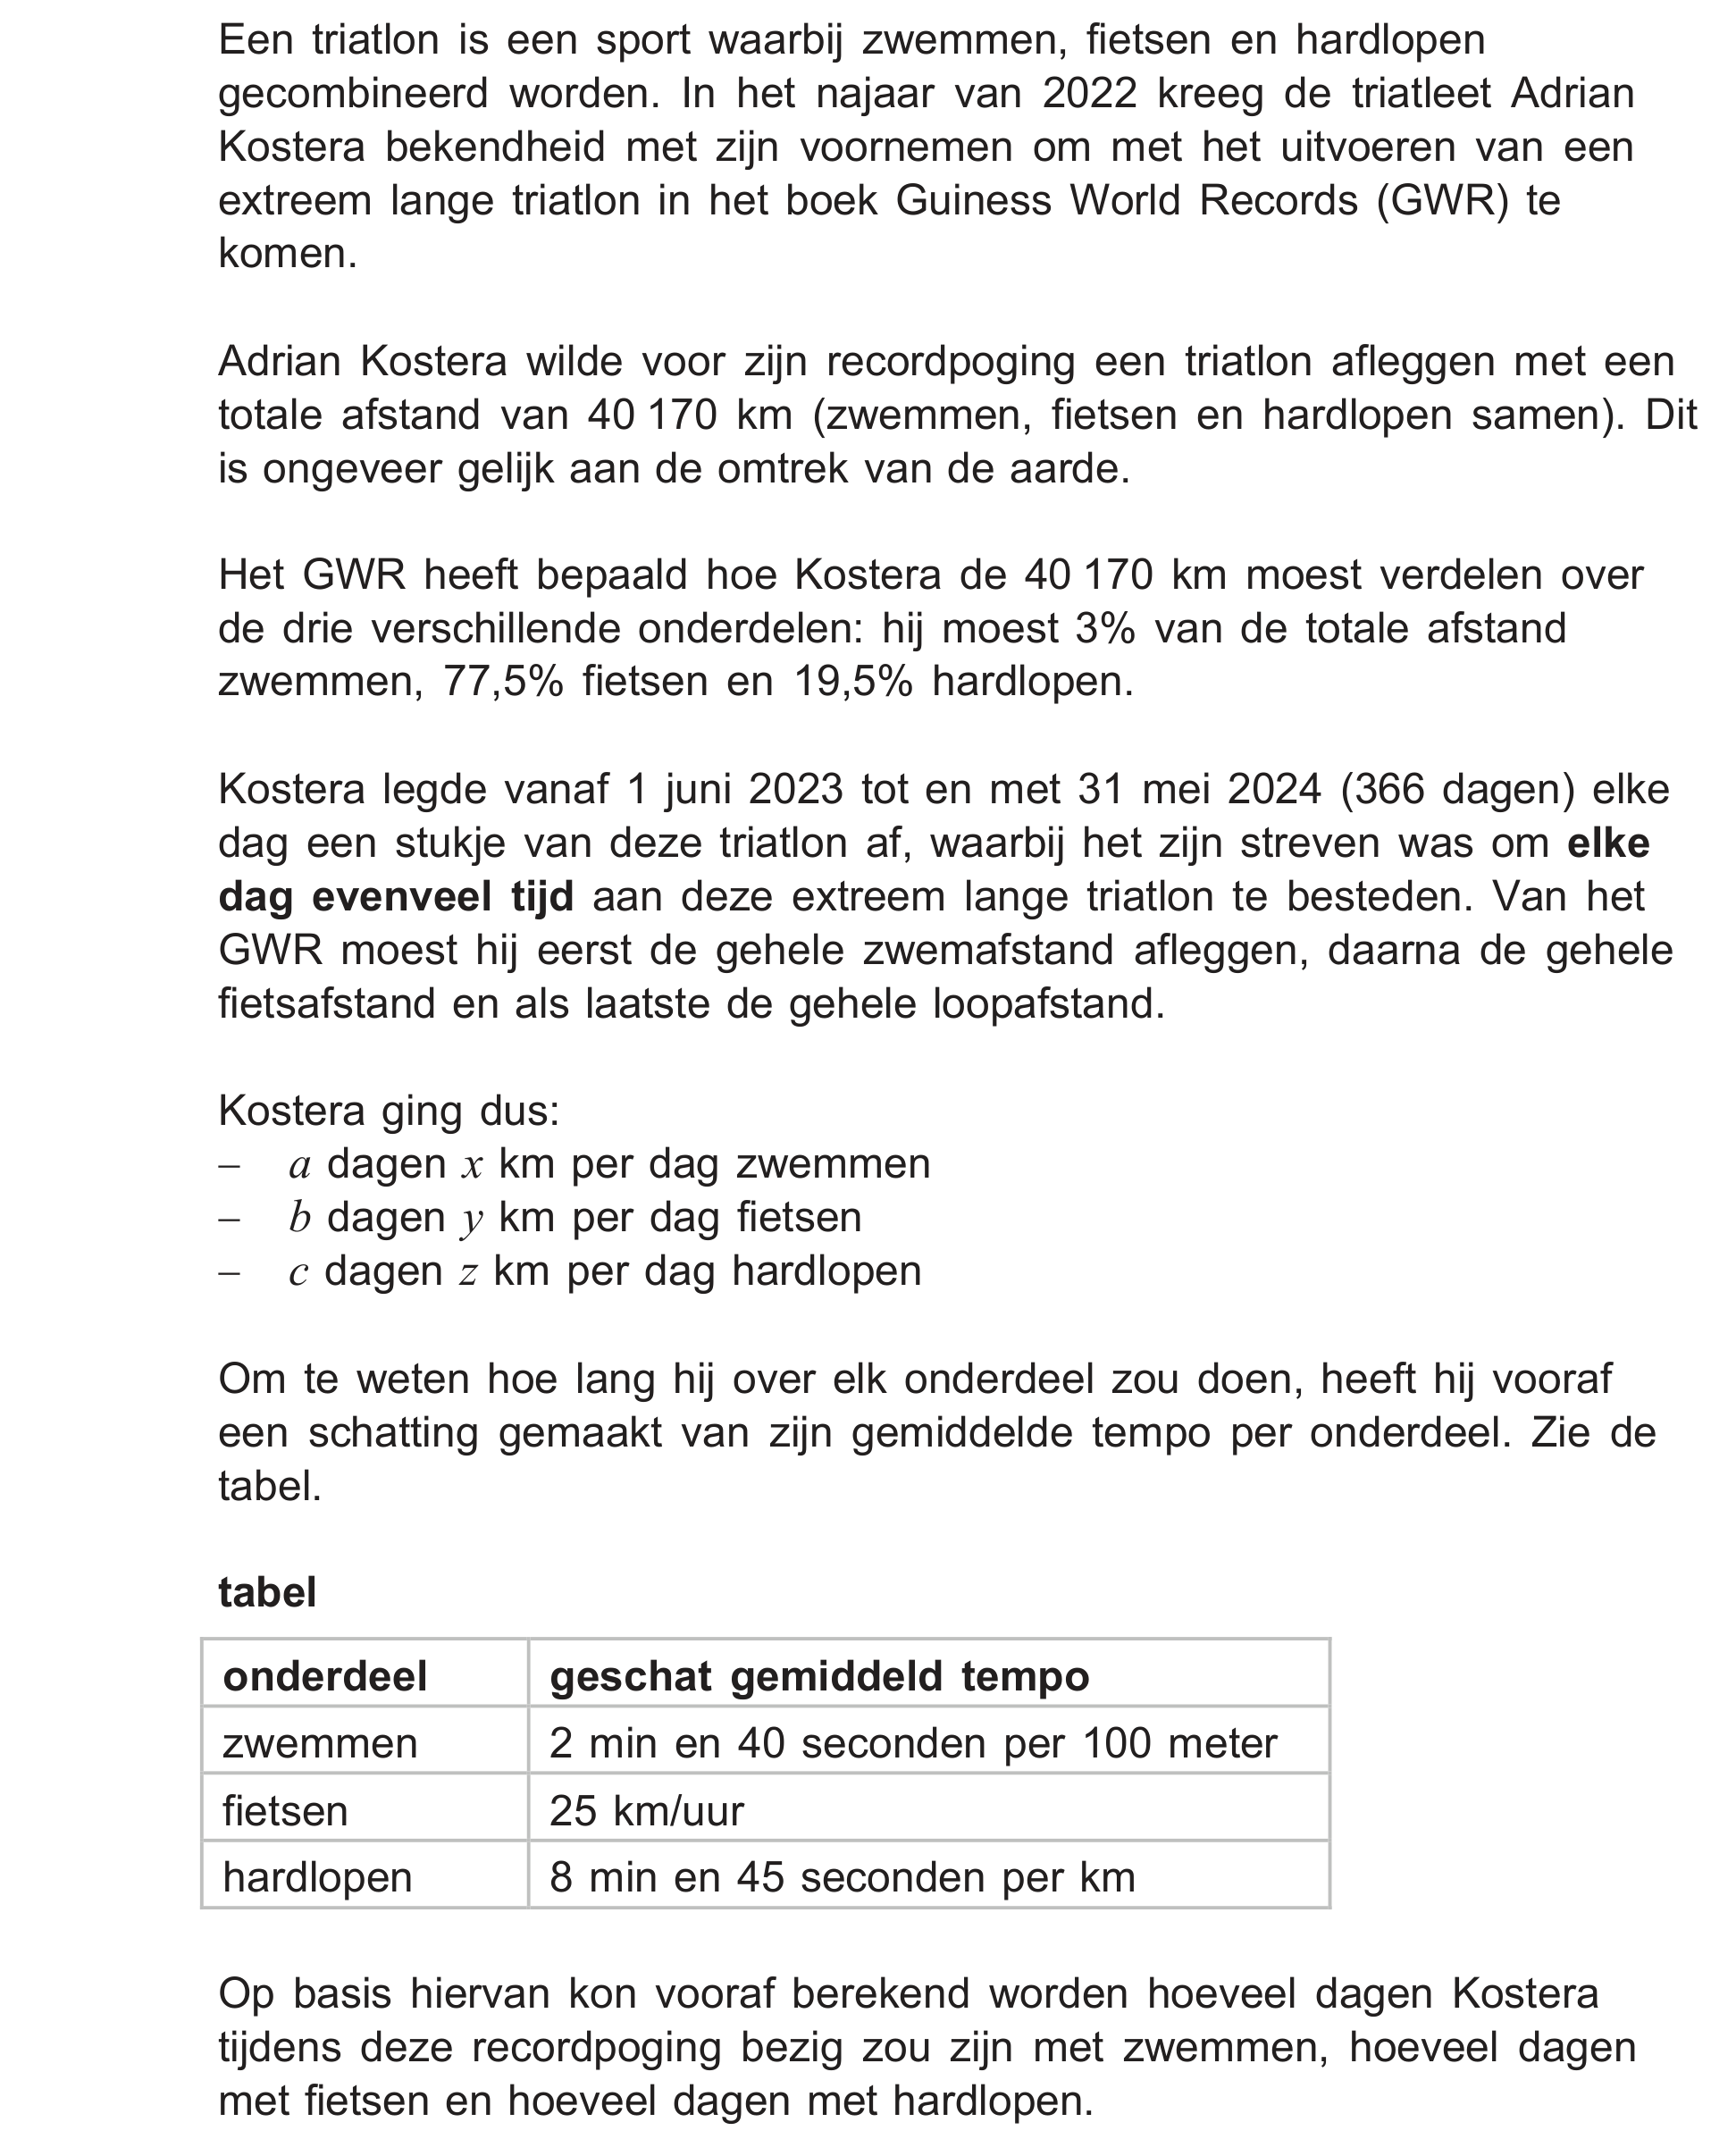 Een triatlon is een sport waarbij zwemmen, fietsen en hardlopen
gecombineerd worden. In het najaar van 2022 kreeg de triatleet Adrian
Kostera bekendheid met zijn voornemen om met het uitvoeren van een
extreem lange triatlon in het boek Guiness World Records (GWR) te
komen.
Adrian Kostera wilde voor zijn recordpoging een triatlon afleggen met een
totale afstand van 40 170 km (zwemmen, fietsen en hardlopen samen). Dit
is ongeveer gelijk aan de omtrek van de aarde.
Het GWR heeft bepaald hoe Kostera de 40 170 km moest verdelen over
de drie verschillende onderdelen: hij moest 3% van de totale afstand
zwemmen, 77,5% fietsen en 19,5% hardlopen.
Kostera legde vanaf 1 juni 2023 tot en met 31 mei 2024 (366 dagen) elke
dag een stukje van deze triatlon af, waarbij het zijn streven was om elke
dag evenveel tijd aan deze extreem lange triatlon te besteden. Van het
GWR moest hij eerst de gehele zwemafstand afleggen, daarna de gehele
fietsafstand en als laatste de gehele loopafstand.
Kostera ging dus:
– a dagen x km per dag zwemmen
– b dagen y km per dag fietsen
– c dagen z km per dag hardlopen
Om te weten hoe lang hij over elk onderdeel zou doen, heeft hij vooraf
een schatting gemaakt van zijn gemiddelde tempo per onderdeel. Zie de
tabel.
tabel
onderdeel geschat gemiddeld tempo
zwemmen 2 min en 40 seconden per 100 meter
fietsen 25 km/uur
hardlopen 8 min en 45 seconden per km
Op basis hiervan kon vooraf berekend worden hoeveel dagen Kostera
tijdens deze recordpoging bezig zou zijn met zwemmen, hoeveel dagen
met fietsen en hoeveel dagen met hardlopen.